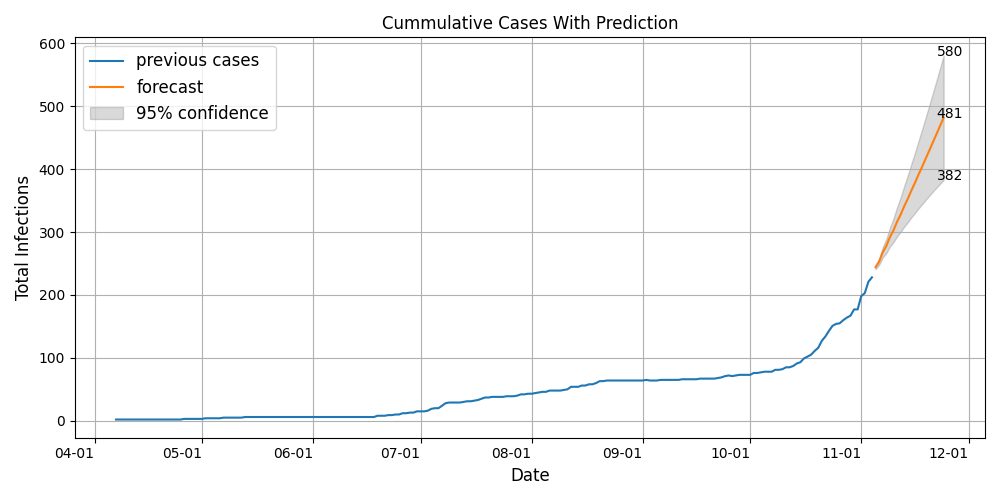 Cummulative Cases With Prediction
600
500
400
300
200
100
0
Total Infections
previous cases
forecast
95% confidence
580
481
382
04-01 05-01 06-01 07-01 08-01 09-01 10-01 11-01 12-01
Date